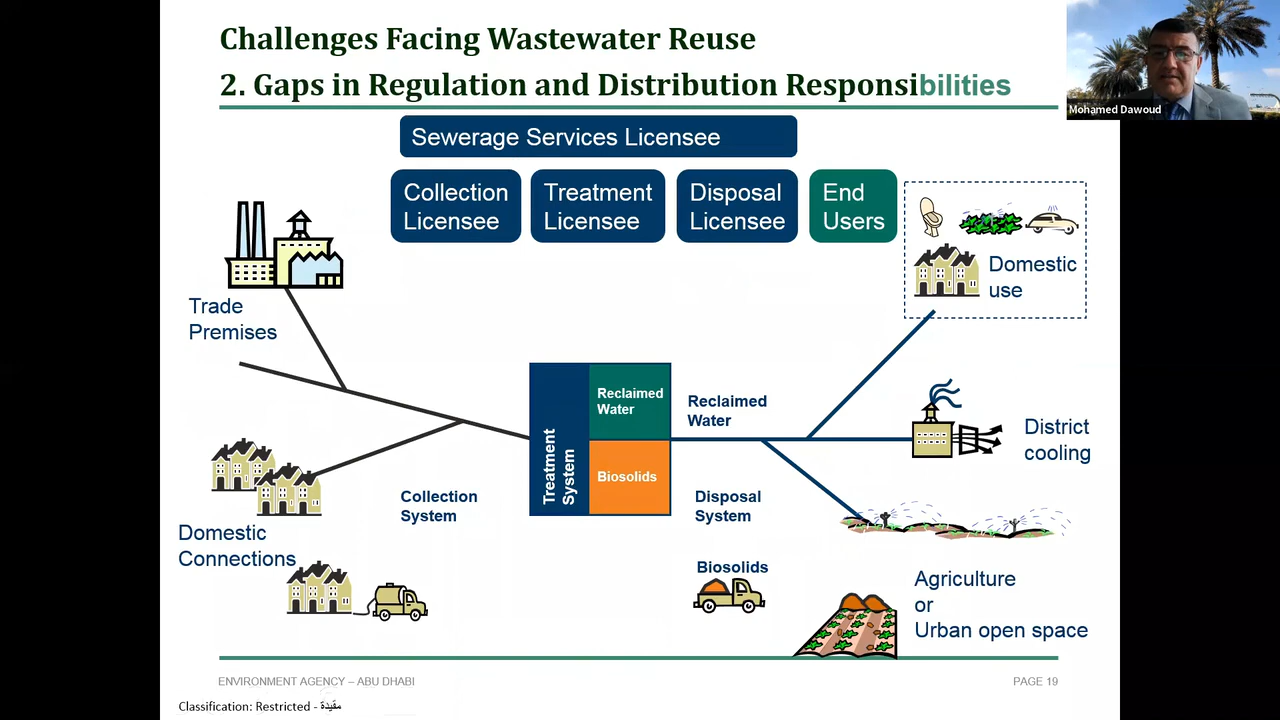 Challenges Facing Wastewater Reuse
2. Gaps in Regulation and Distribution Responsibilities
Mohamed Dawoud
Sewerage Services Licensee
Collection
Licensee
Treatment
Licensee
Disposal
Licensee
End
Users
Domestic
use
Trade
Premises
Treatment
System
Reclaimed
Water
Biosolids
Reclaimed
Water
District
cooling
Collection
System
Disposal
System
Domestic
Connections
Biosolids
Agriculture
or
Urban open space
ENVIRONMENT AGENCY – ABU DHABI
PAGE 19
Classification: Restricted - مقيدة